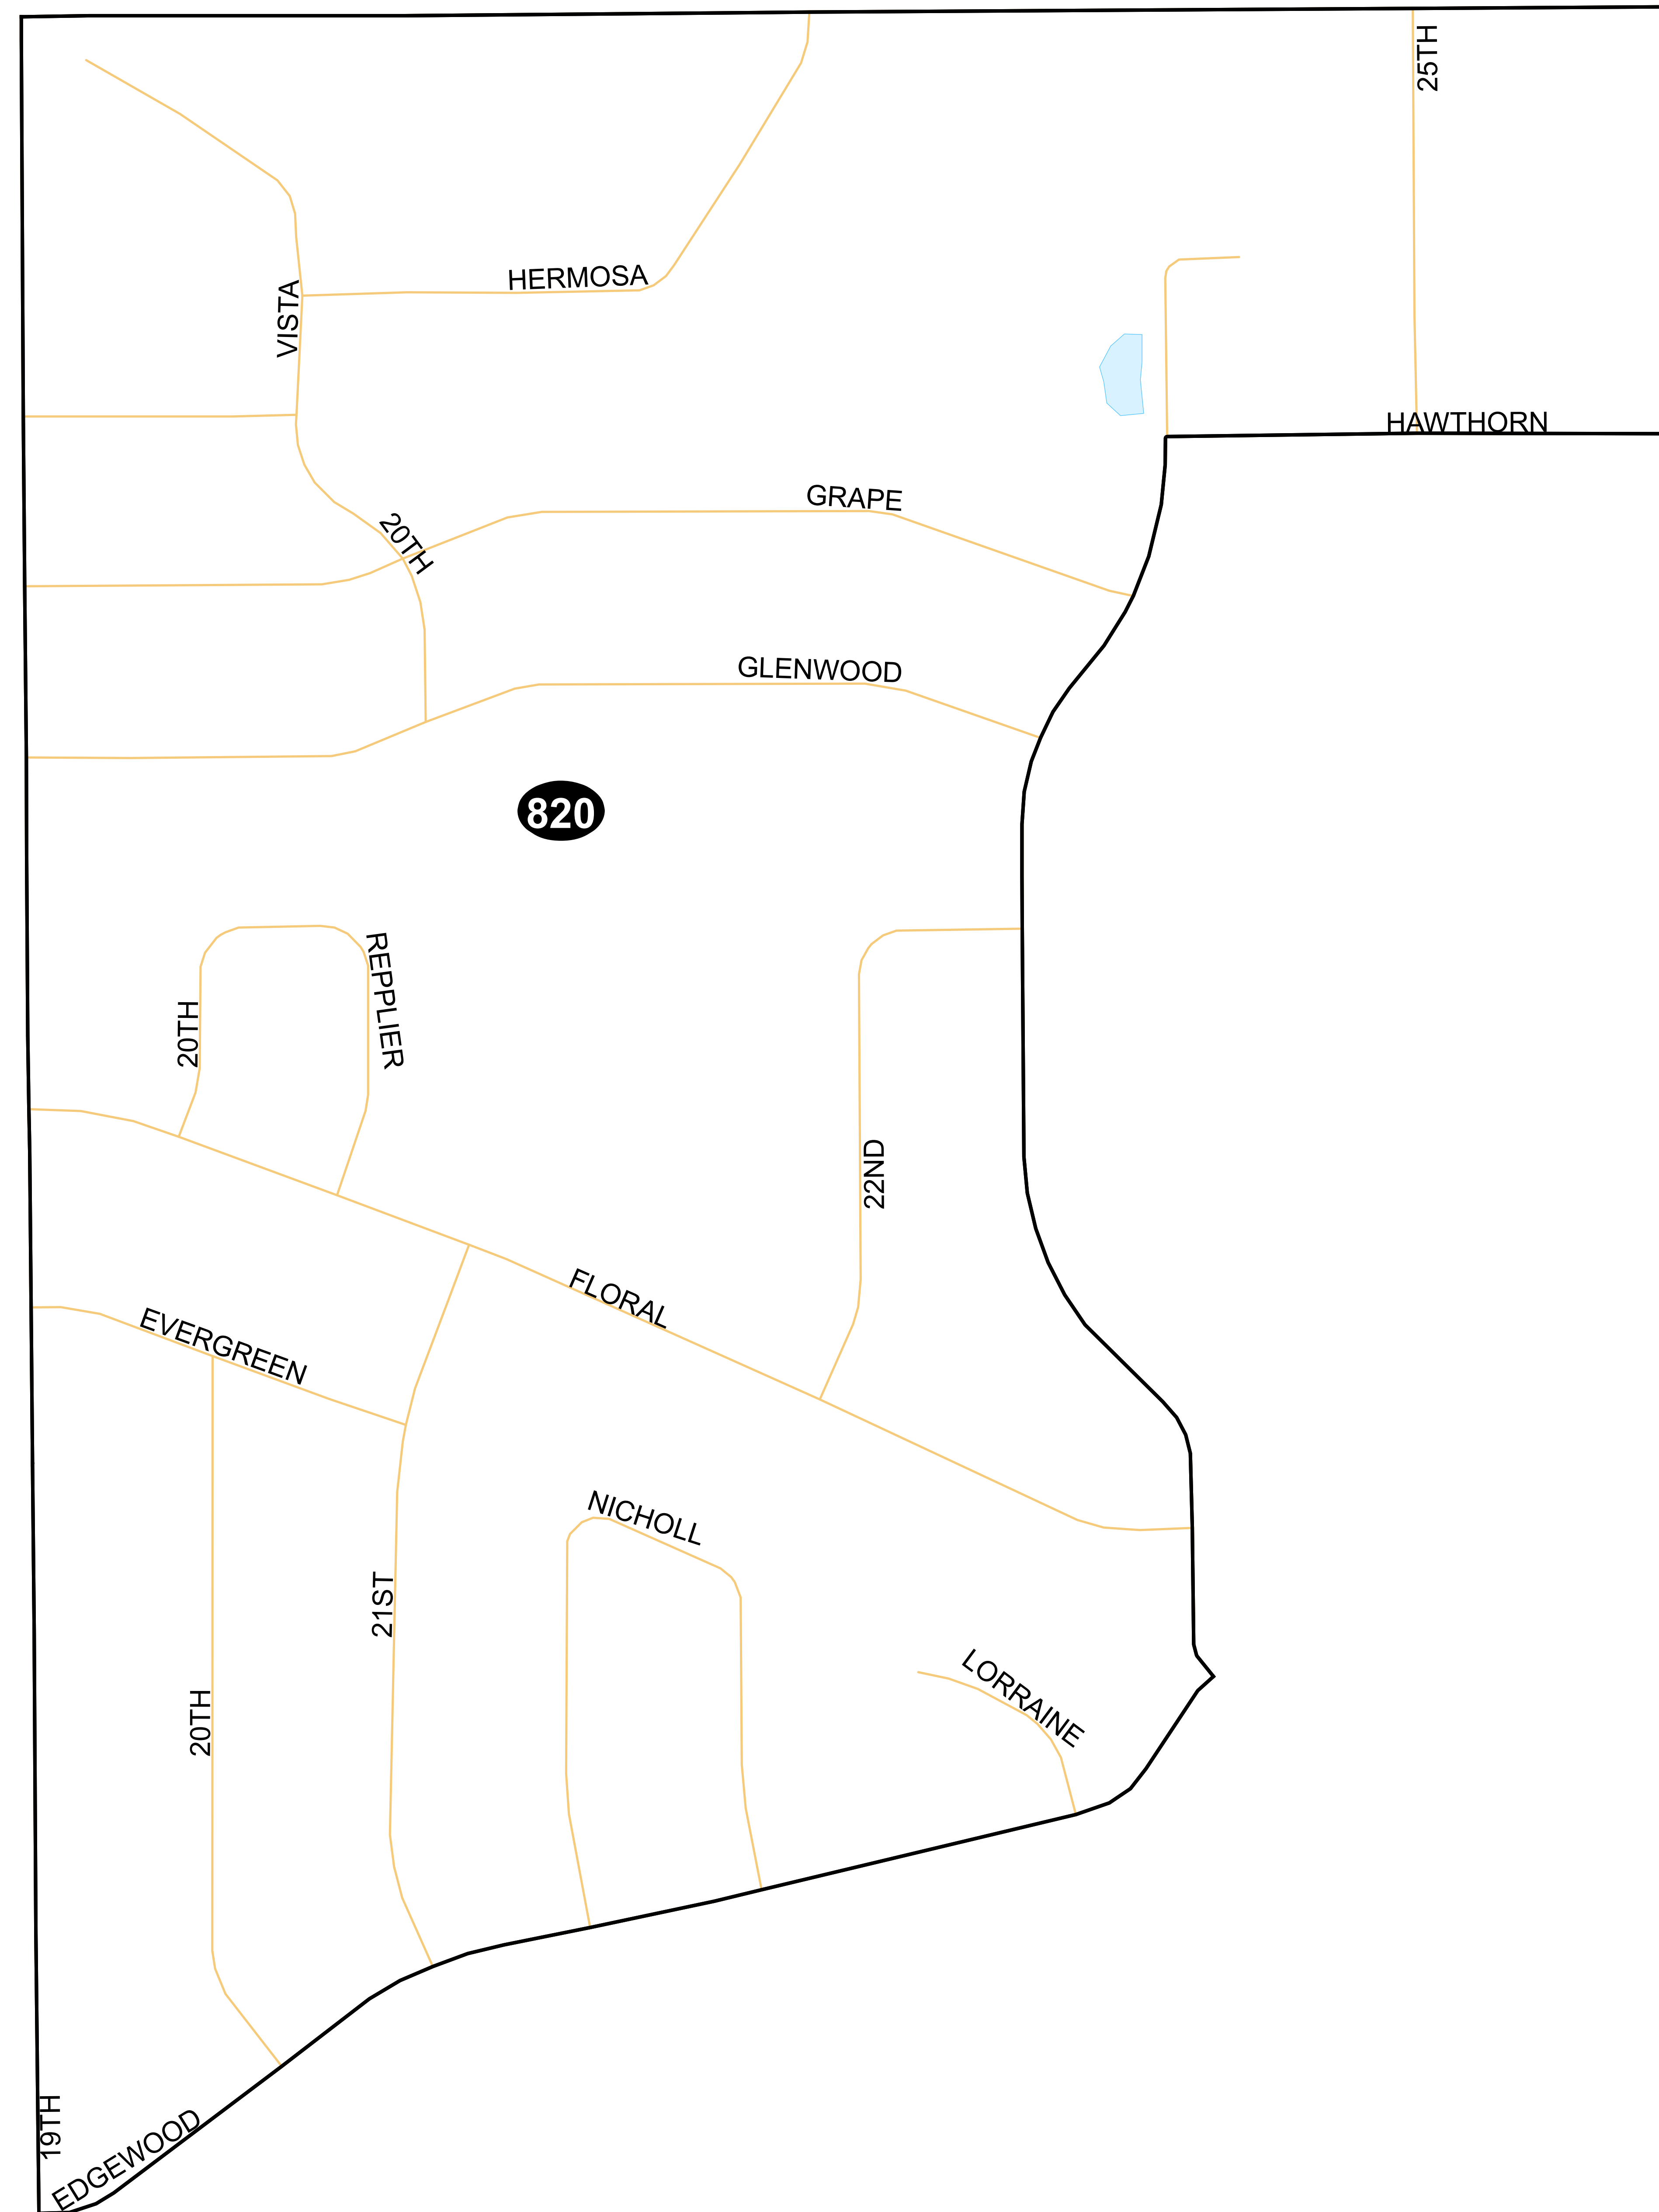 25TH
HERMOSA
VISTA
HAWTHORN
GRAPE
20TH
GLENWOOD
820
REPPLIER
20TH
22ND
FLORAL
EVERGREEN
NICHOLL
21ST
LORRAINE
20TH
19TH
EDGEWOOD